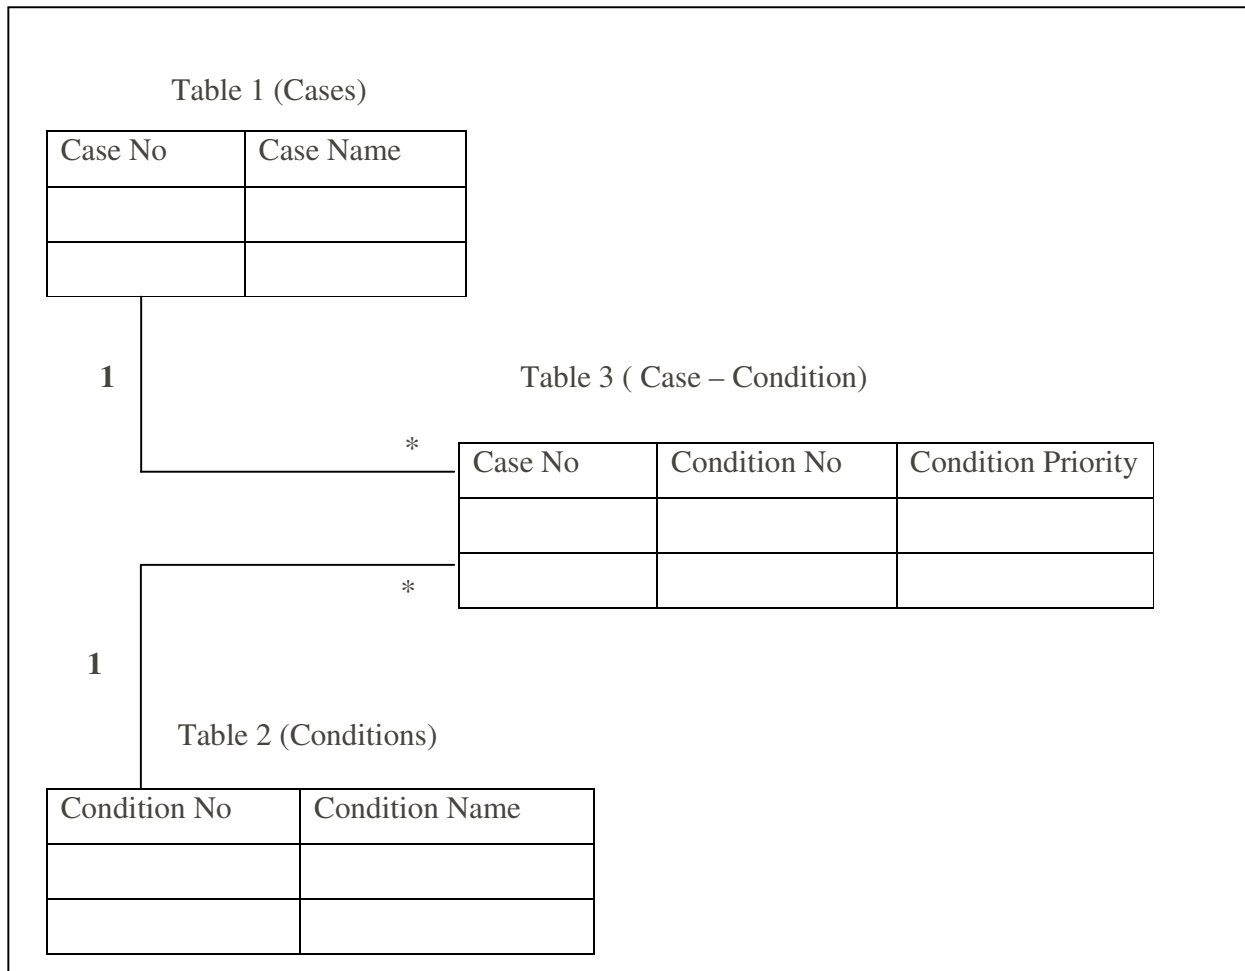 Table 1 (Cases)
Case No Case Name
1
Table 3 ( Case – Condition)
*
Case No Condition No Condition Priority
*
1
Table 2 (Conditions)
Condition No Condition Name